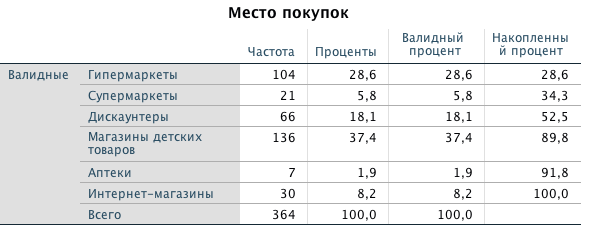 Место покупок
Частота Проценты Валидный процент Накопленны й процент
Валидные Гипермаркеты 104 28,6 28,6 28,6
Супермаркеты 21 5,8 5,8 34,3
Дискаунтеры 66 18,1 18,1 52,5
Магазины детских товаров 136 37,4 37,4 89,8
Аптеки 7 1,9 1,9 91,8
Интернет-магазины 30 8,2 8,2 100,0
Всего 364 100,0 100,0